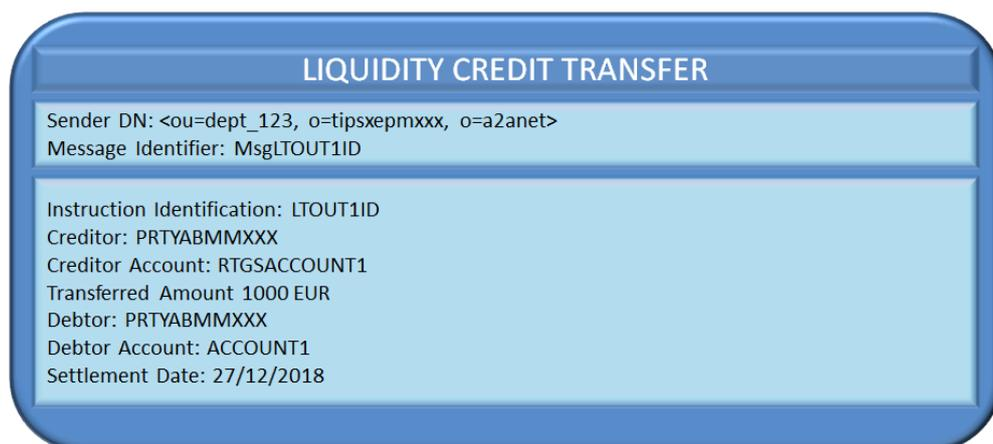 LIQUIDITY CREDIT TRANSFER
Sender DN: <ou=dept_123, o=tipsxepmxxx, o=a2anet>
Message Identifier: MsgLTOUT1ID
Instruction Identification: LTOUT1ID
Creditor: PRTYABMMXXX
Creditor Account: RTGSACCOUNT1
Transferred Amount 1000 EUR
Debtor: PRTYABMMXXX
Debtor Account: ACCOUNT1
Settlement Date: 27/12/2018